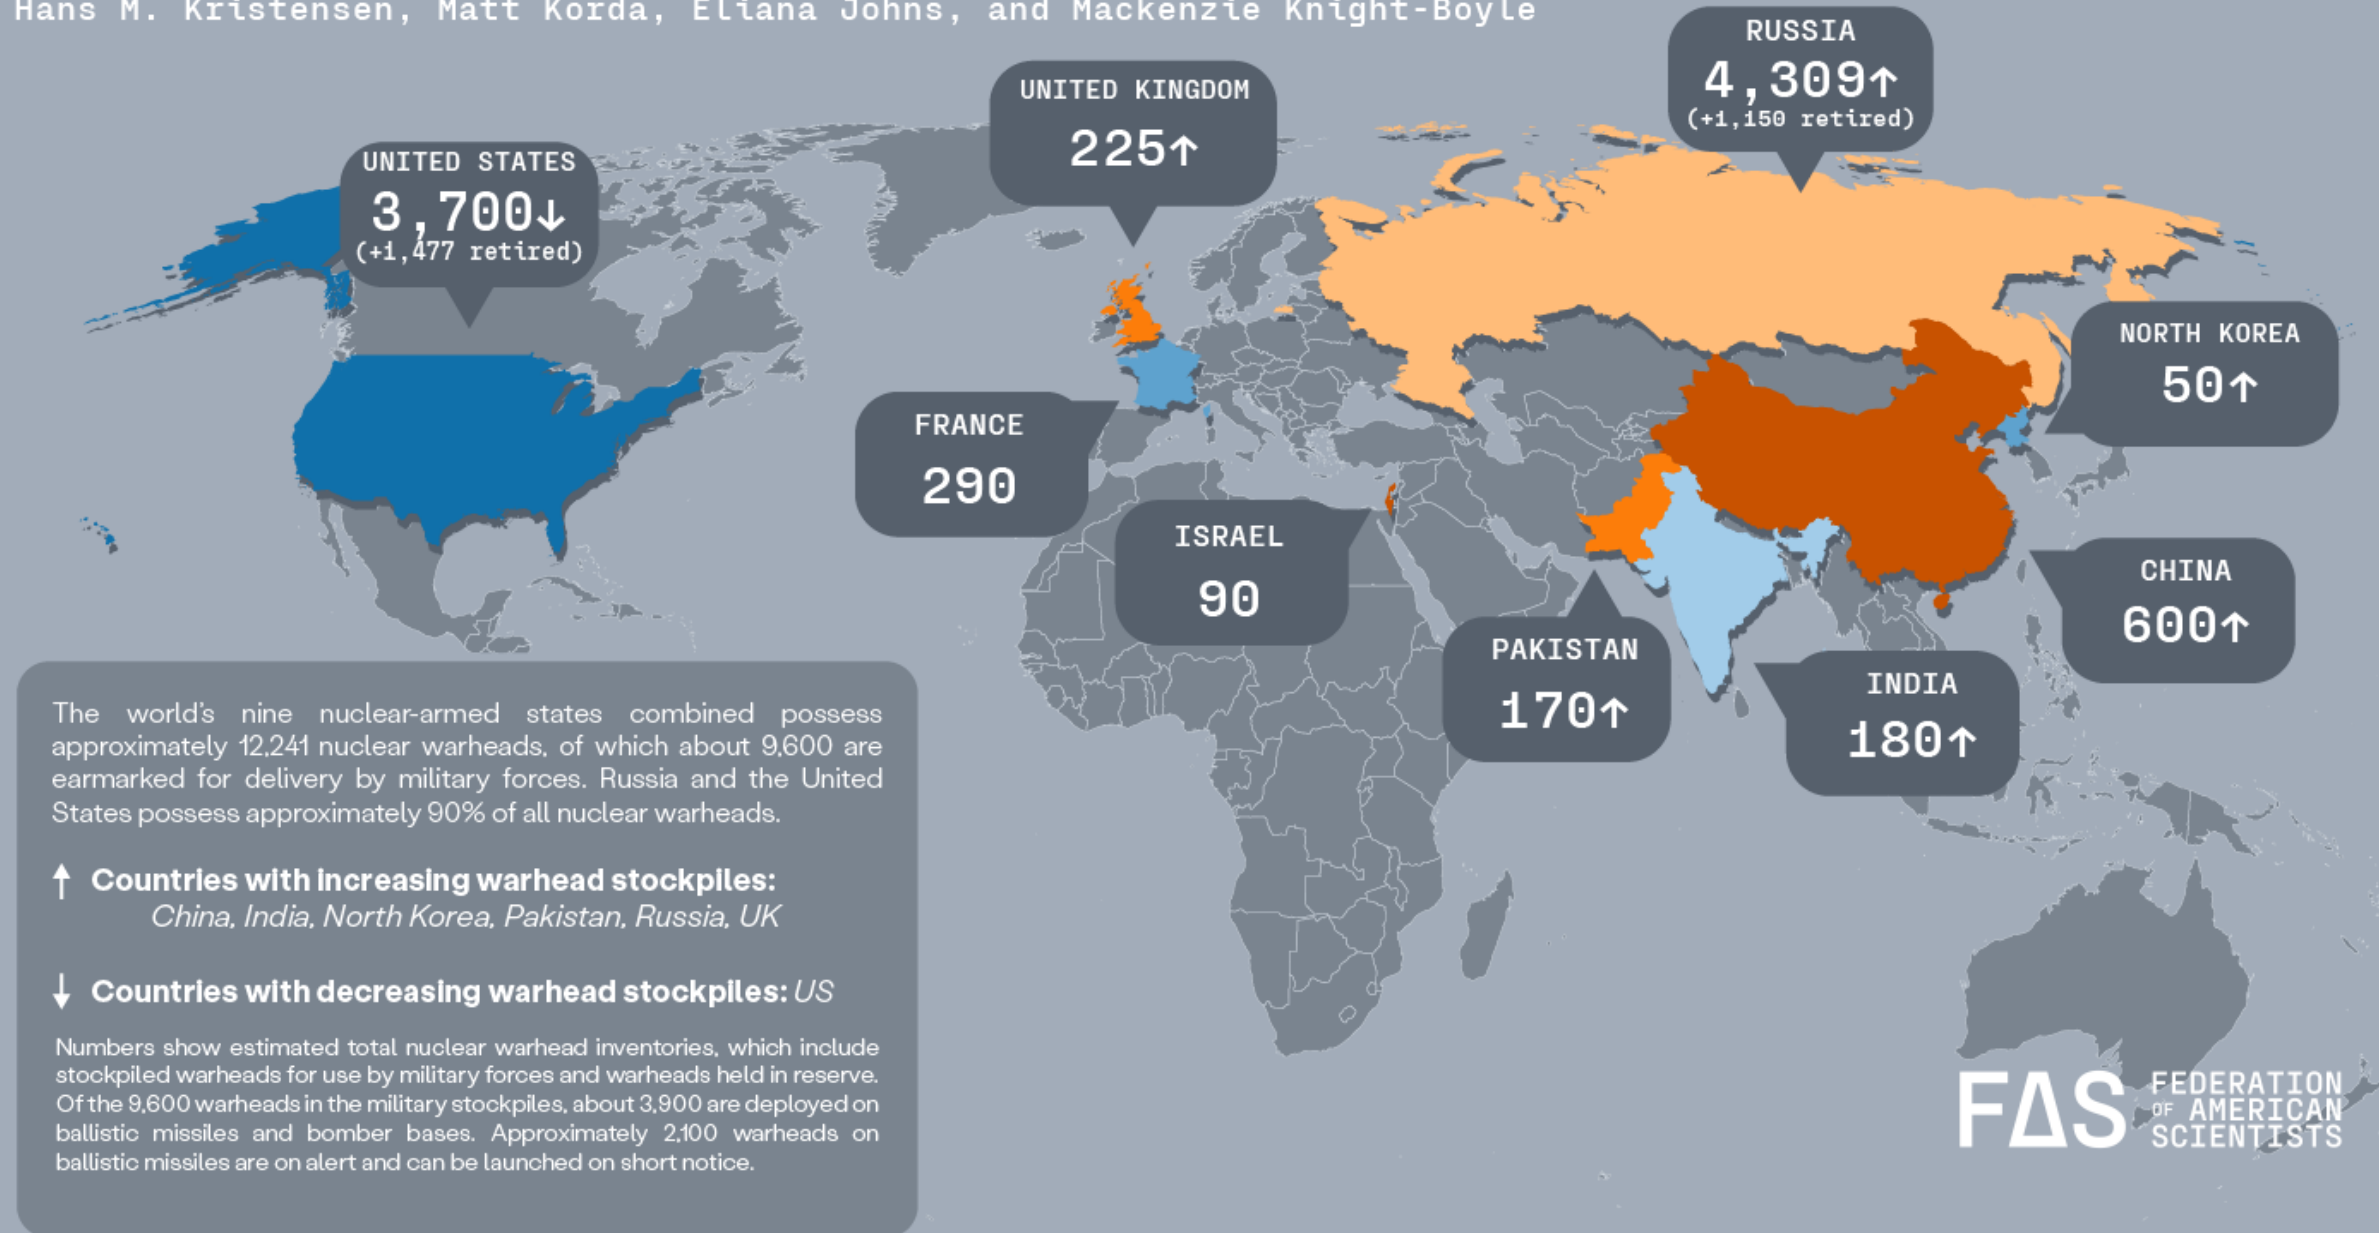 Hans M. Kristensen, Matt Korda, Eliana Johns, and Mackenzie Knight-Boyle
RUSSIA
4,309↑
(+1,150 retired)
UNITED KINGDOM
225↑
UNITED STATES
3,700↓
(+1,477 retired)
NORTH KOREA
50↑
FRANCE
290
ISRAEL
90
CHINA
600↑
PAKISTAN
170↑
INDIA
180↑
The world's nine nuclear-armed states combined possess
approximately 12,241 nuclear warheads, of which about 9,600 are
earmarked for delivery by military forces. Russia and the United
States possess approximately 90% of all nuclear warheads.
↑ Countries with increasing warhead stockpiles:
China, India, North Korea, Pakistan, Russia, UK
↓ Countries with decreasing warhead stockpiles: US
Numbers show estimated total nuclear warhead inventories, which include
stockpiled warheads for use by military forces and warheads held in reserve.
Of the 9,600 warheads in the military stockpiles, about 3,900 are deployed on
ballistic missiles and bomber bases. Approximately 2,100 warheads on
ballistic missiles are on alert and can be launched on short notice.
FAS
FEDERATION
OF AMERICAN
SCIENTISTS